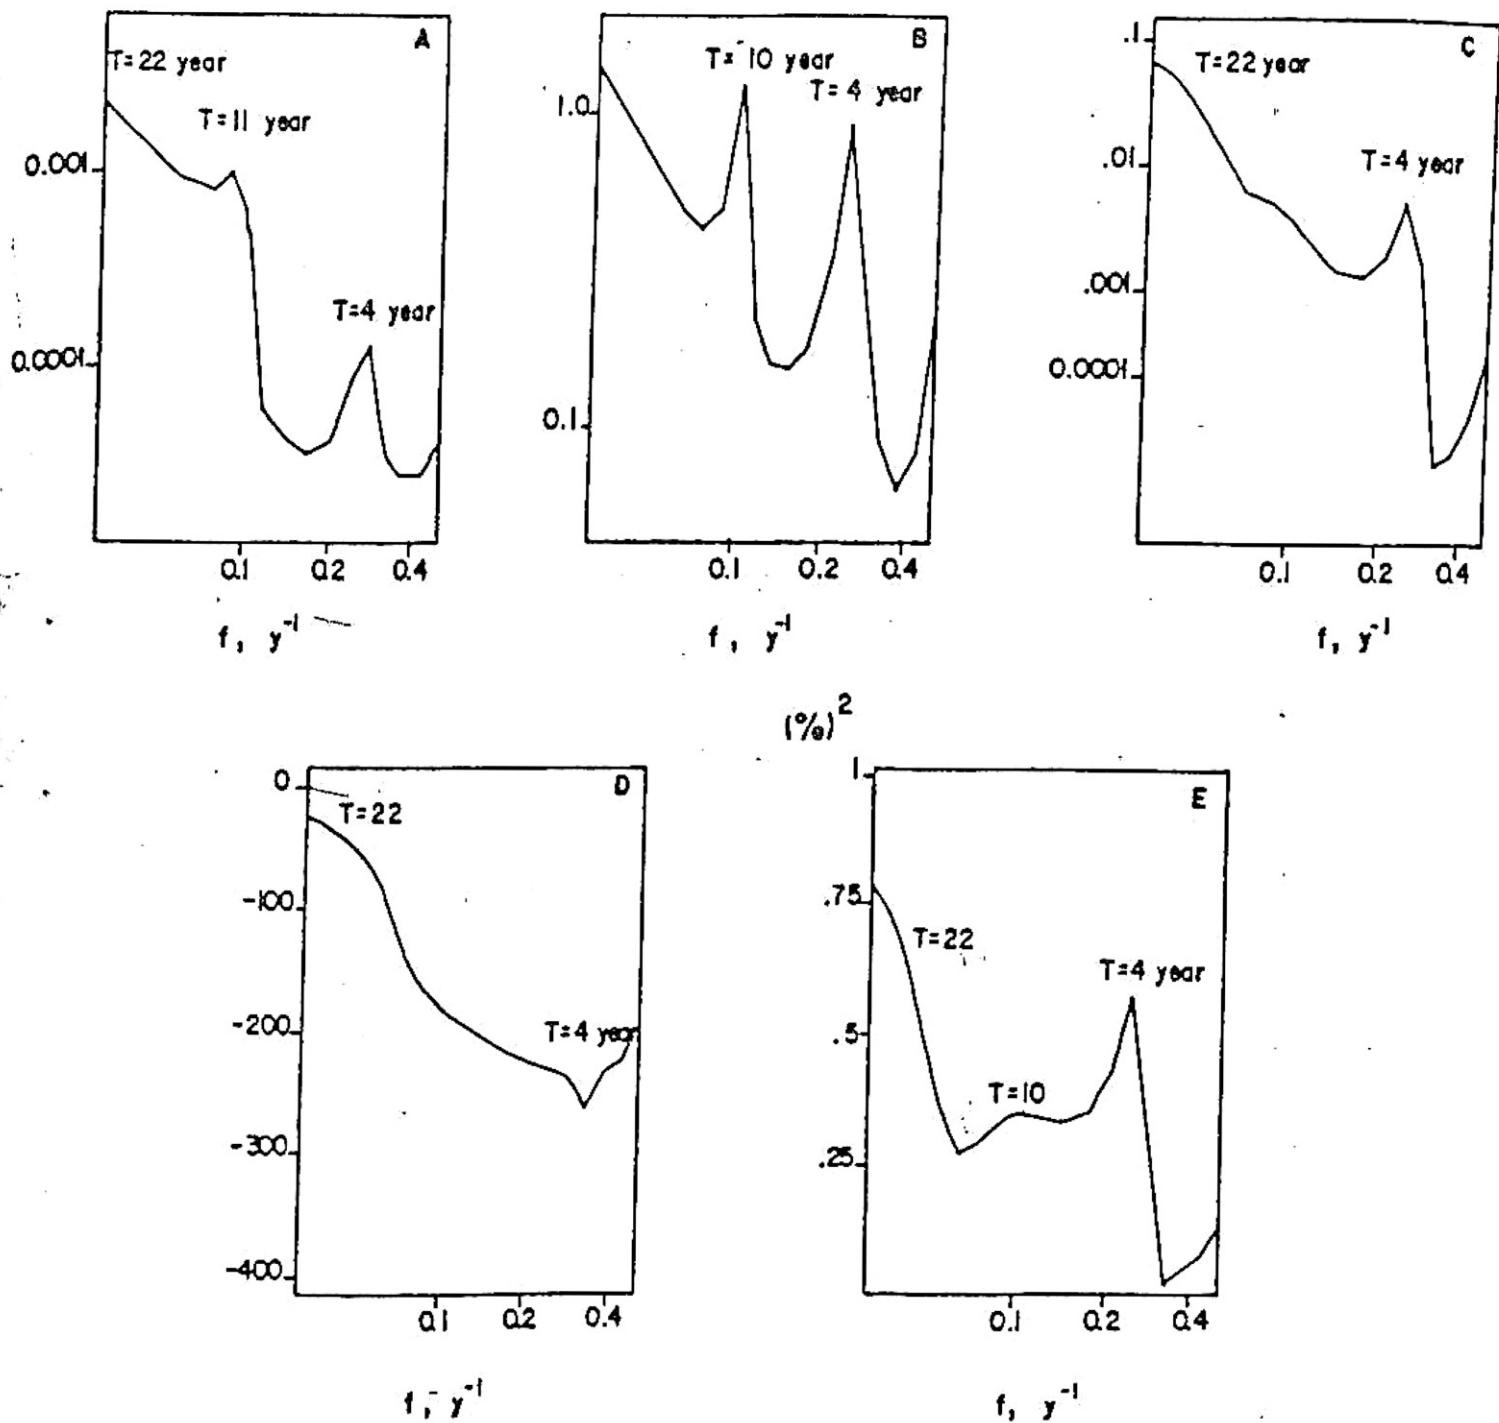 A
T=22 year
T=11 year
0.001
T=4 year
0.0001
0.1 0.2 0.4
f, y⁻¹
B
T= 10 year
T= 4 year
1.0
0.1
0.1 0.2 0.4
f, y⁻¹
C
.1
T=22 year
.01
T=4 year
.001
0.0001
0.1 0.2 0.4
f, y⁻¹
D
0
T=22
-100
-200
T=4 year
-300
-400
0.1 0.2 0.4
f, y⁻¹
(%)²
E
1
.75
T=22
T=4 year
.5
T=10
.25
0.1 0.2 0.4
f, y⁻¹